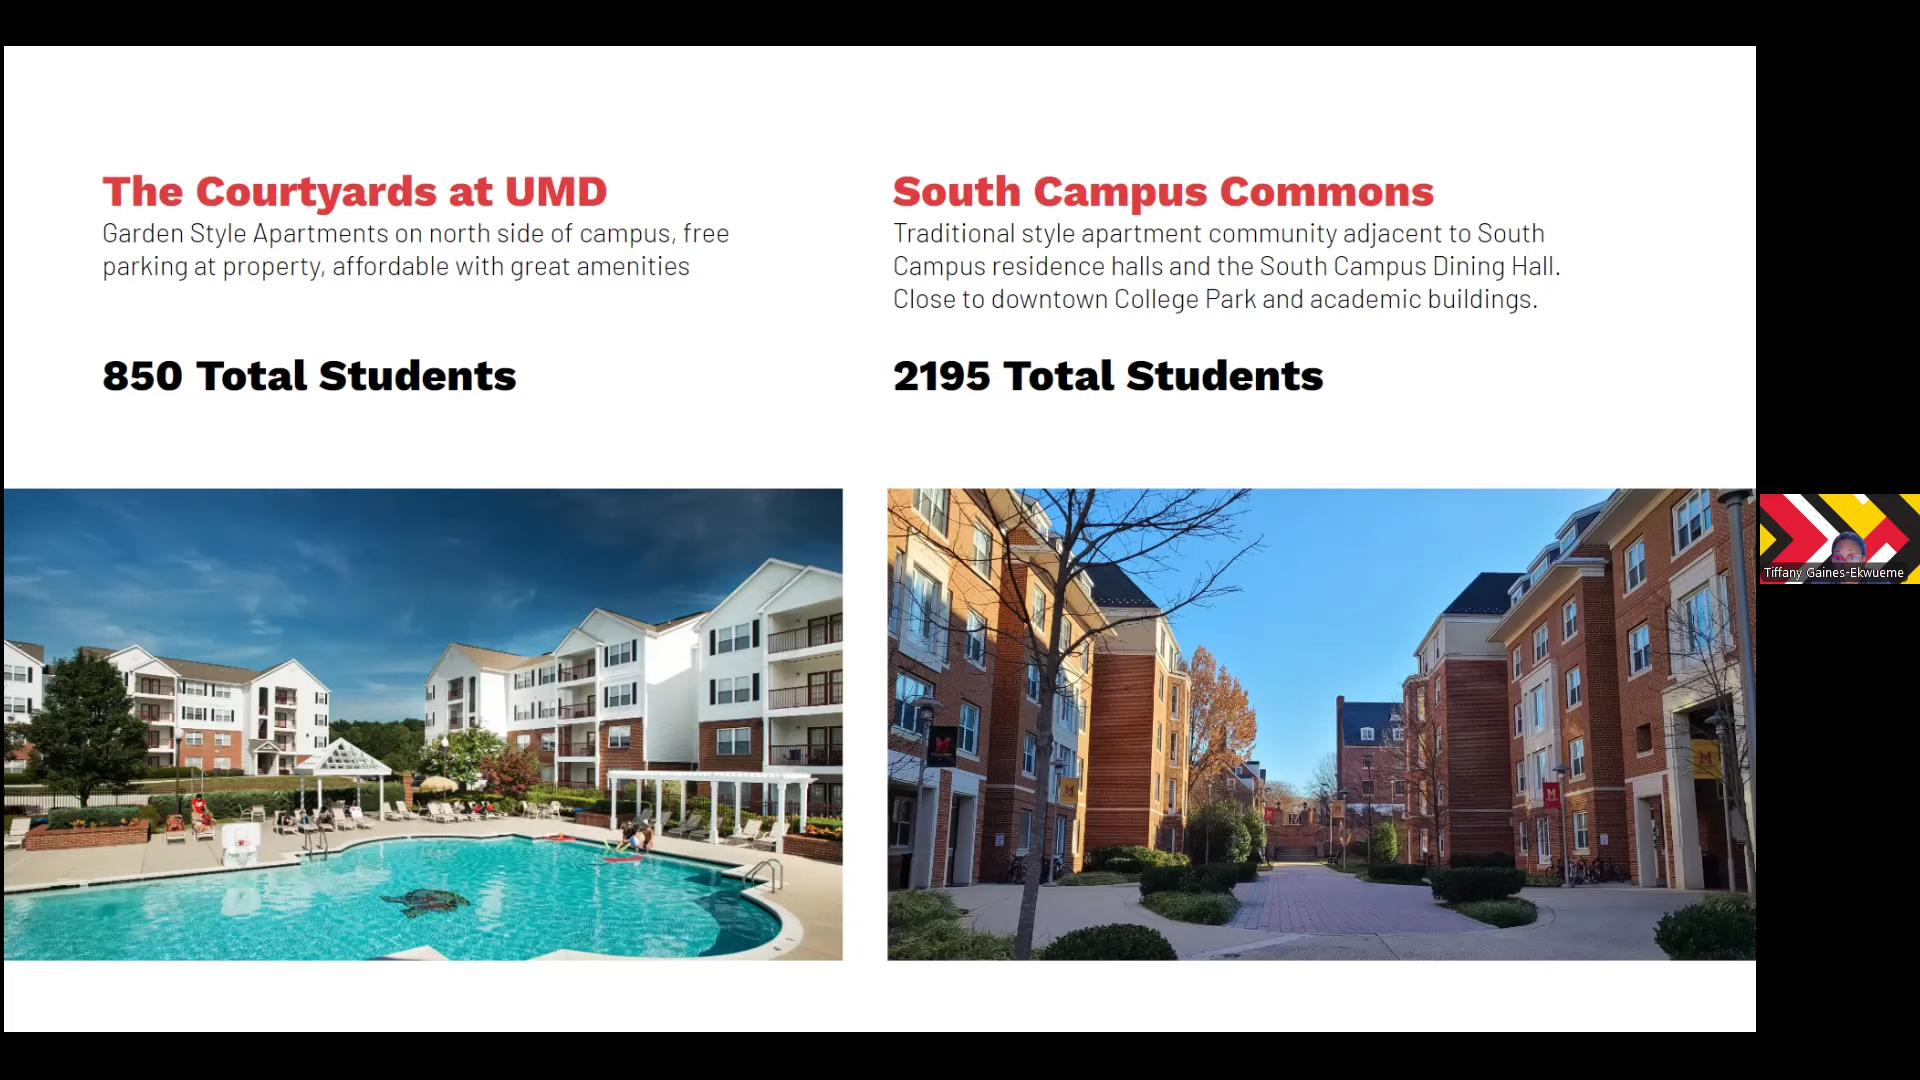 The Courtyards at UMD
Garden Style Apartments on north side of campus, free
parking at property, affordable with great amenities
850 Total Students
South Campus Commons
Traditional style apartment community adjacent to South
Campus residence halls and the South Campus Dining Hall.
Close to downtown College Park and academic buildings.
2195 Total Students
M
M
M
M
M
Tiffany Gaines-Ekwueme